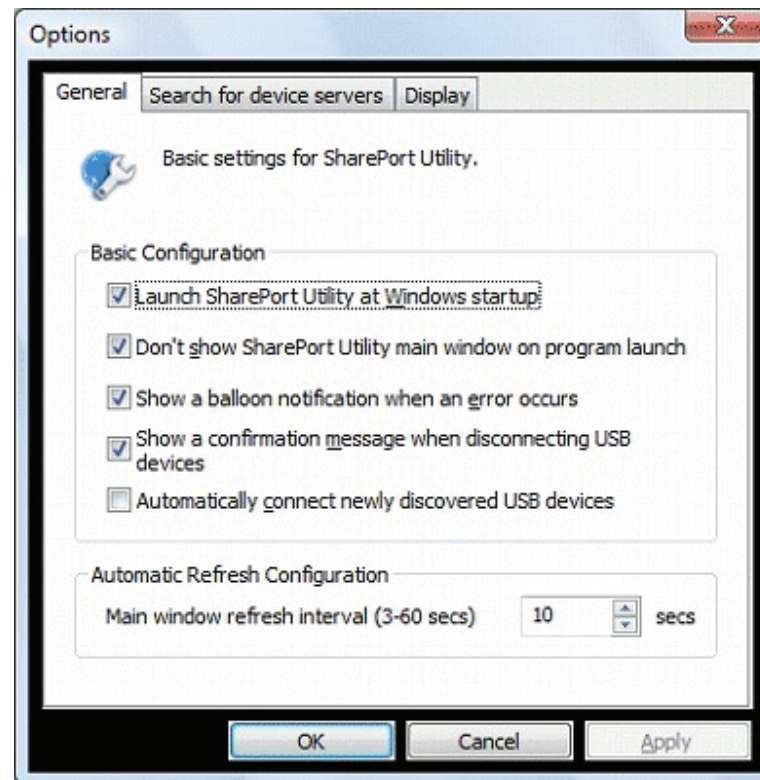 Options
General
Search for device servers
Display
Basic settings for SharePort Utility.
Basic Configuration
Launch SharePort Utility at Windows startup
Don't show SharePort Utility main window on program launch
Show a balloon notification when an error occurs
Show a confirmation message when disconnecting USB
devices
Automatically connect newly discovered USB devices
Automatic Refresh Configuration
Main window refresh interval (3-60 secs) 10 secs
OK Cancel Apply